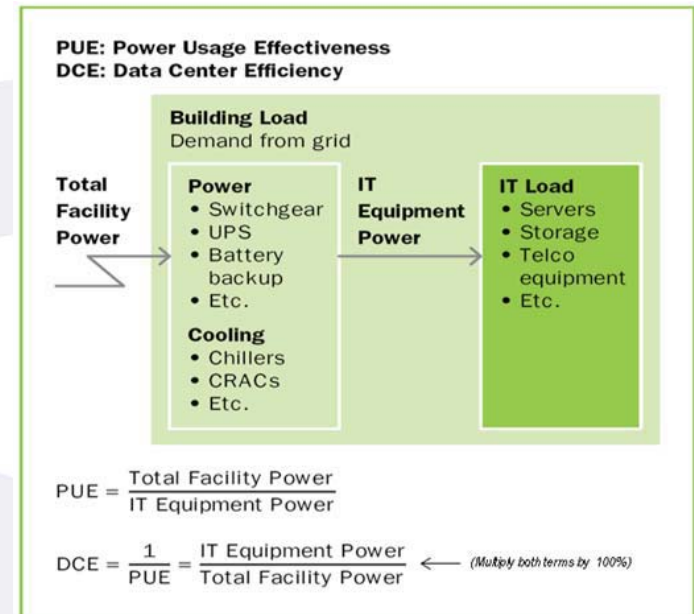 PUE: Power Usage Effectiveness
DCE: Data Center Efficiency
Building Load
Demand from grid
Total
Facility
Power
Power
• Switchgear
• UPS
• Battery
backup
• Etc.
Cooling
• Chillers
• CRACs
• Etc.
IT
Equipment
Power
IT Load
• Servers
• Storage
• Telco
equipment
• Etc.
PUE = Total Facility Power / IT Equipment Power
DCE = 1 / PUE = IT Equipment Power / Total Facility Power ← (Multiply both terms by 100%)